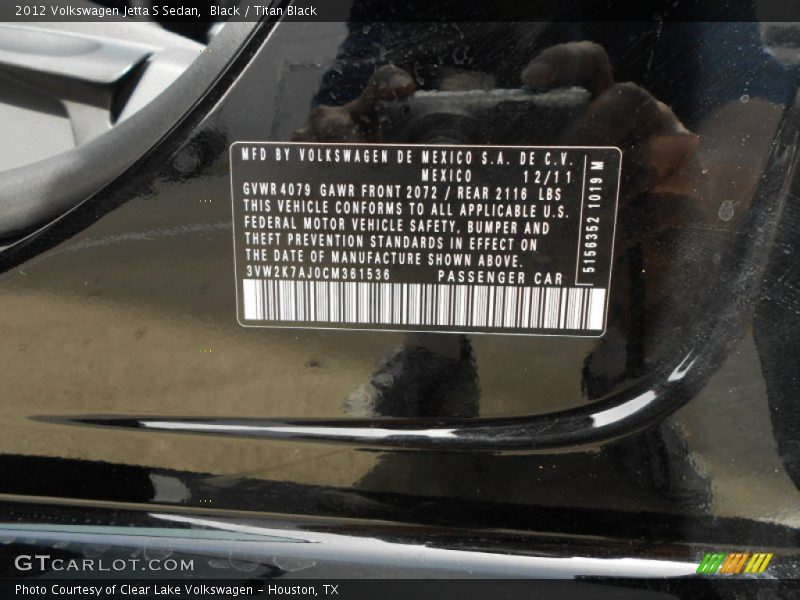 2012 Volkswagen Jetta S Sedan,  Black / Titan Black
MFD BY VOLKSWAGEN DE MEXICO S.A. DE C.V.
MEXICO 12/11
GVWR 4079 GAWR FRONT 2072 / REAR 2116 LBS
THIS VEHICLE CONFORMS TO ALL APPLICABLE U.S.
FEDERAL MOTOR VEHICLE SAFETY, BUMPER AND
THEFT PREVENTION STANDARDS IN EFFECT ON
THE DATE OF MANUFACTURE SHOWN ABOVE.
3VW2K7AJ0CM361536 PASSENGER CAR
5156352 1019 M
GTCARLOT.COM
Photo Courtesy of Clear Lake Volkswagen - Houston, TX